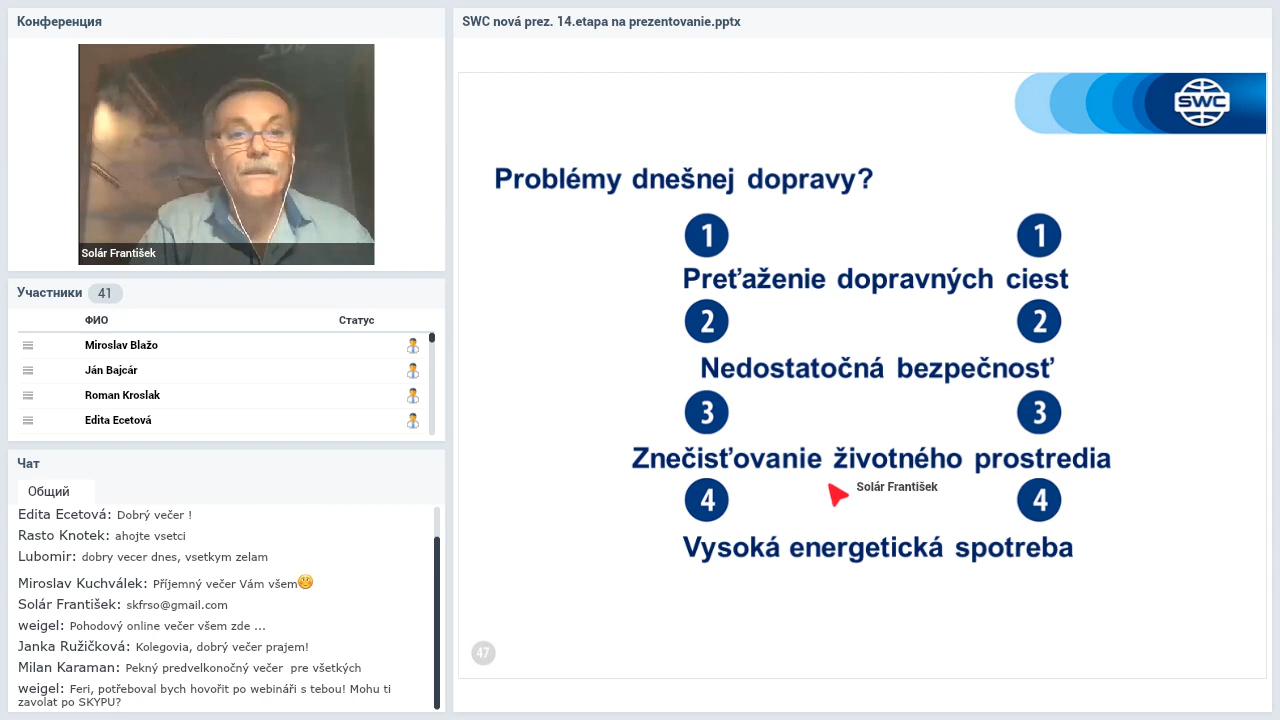 Конференция
Solár František
Участники 41
ФИО Статус
Miroslav Blažo
Ján Bajcár
Roman Kroslak
Edita Ecetová
Чат
Общий
Edita Ecetová: Dobrý večer !
Rasto Knotek: ahojte vsetci
Lubomir: dobry vecer dnes, vsetkym zelam
Miroslav Kuchválek: Příjemný večer Vám všem
Solár František: skfrso@gmail.com
weigel: Pohodový online večer všem zde ...
Janka Ružičková: Kolegovia, dobrý večer prajem!
Milan Karaman: Pekný predvelkonočný večer pre všetkých
weigel: Feri, potřeboval bych hovořit po webináři s tebou! Mohu ti
zavolat po SKYPU?
SWC nová prez. 14.etapa na prezentovanie.pptx
SWC
Problémy dnešnej dopravy?
1 1
Preťaženie dopravných ciest
2 2
Nedostatočná bezpečnosť
3 3
Znečisťovanie životného prostredia
Solár František
4 4
Vysoká energetická spotreba
47